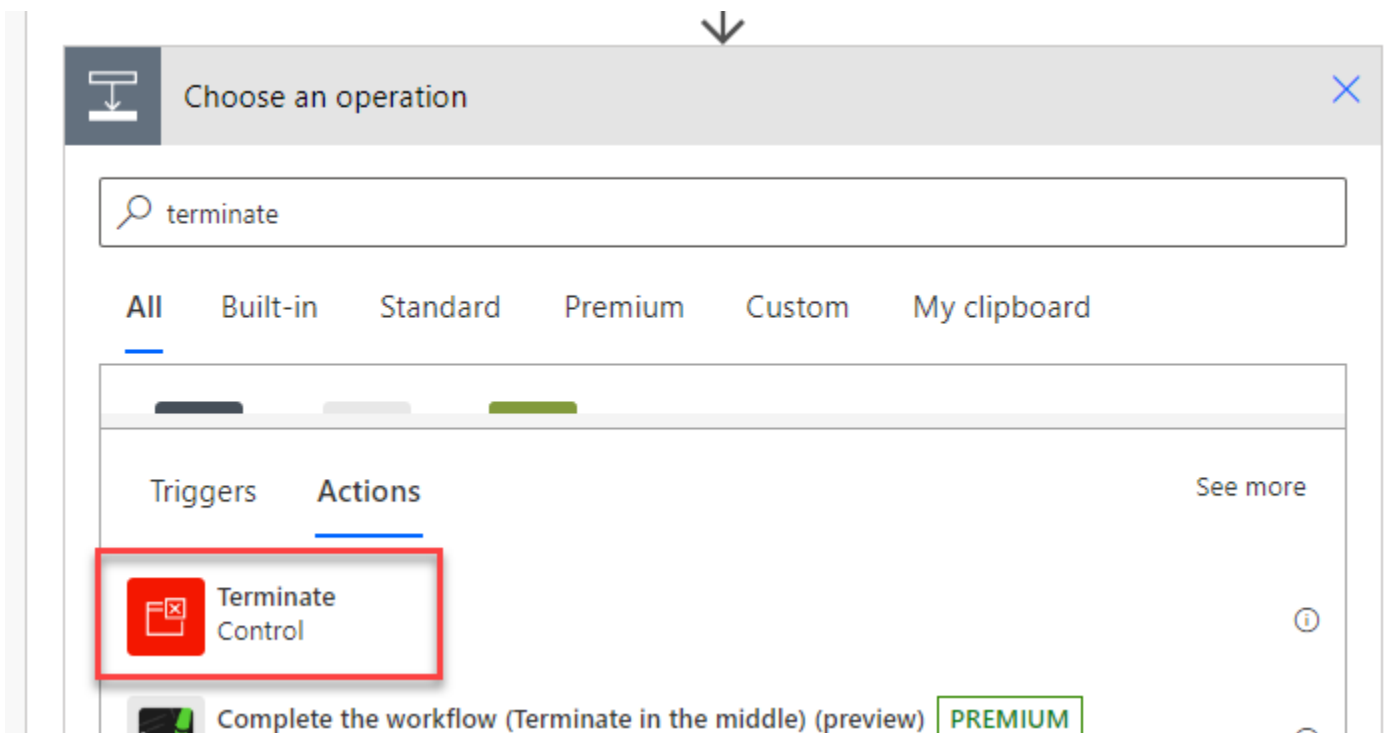 Choose an operation
terminate
All Built-in Standard Premium Custom My clipboard
Triggers Actions See more
Terminate
Control
Complete the workflow (Terminate in the middle) (preview) PREMIUM